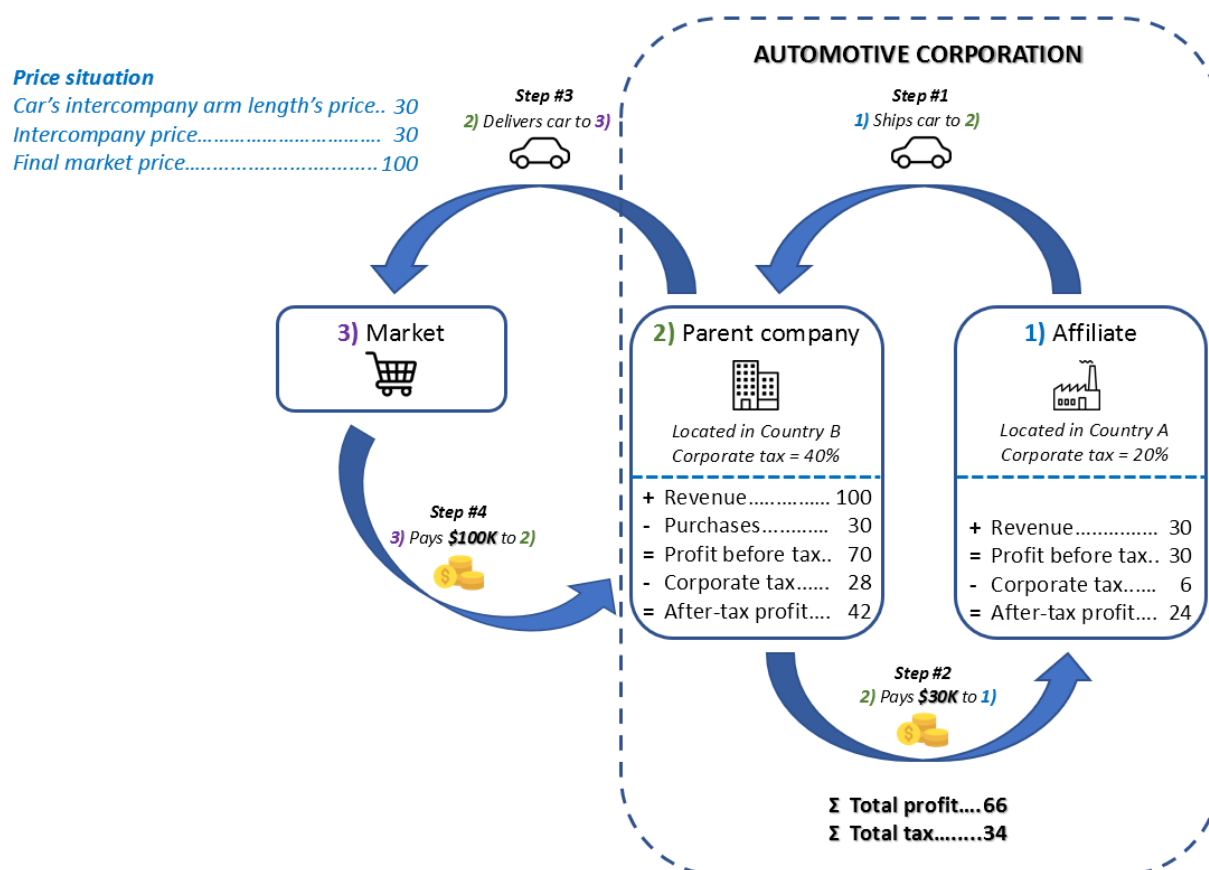 AUTOMOTIVE CORPORATION
Price situation
Car's intercompany arm length's price.. 30
Intercompany price................................ 30
Final market price................................. 100
Step #3
2) Delivers car to 3)
Step #1
1) Ships car to 2)
3) Market
2) Parent company
Located in Country B
Corporate tax = 40%
+ Revenue.............. 100
- Purchases............ 30
= Profit before tax.. 70
- Corporate tax...... 28
= After-tax profit.... 42
1) Affiliate
Located in Country A
Corporate tax = 20%
+ Revenue.............. 30
= Profit before tax.. 30
- Corporate tax...... 6
= After-tax profit.... 24
Step #4
3) Pays $100K to 2)
$
Step #2
2) Pays $30K to 1)
$
Σ Total profit....66
Σ Total tax........34